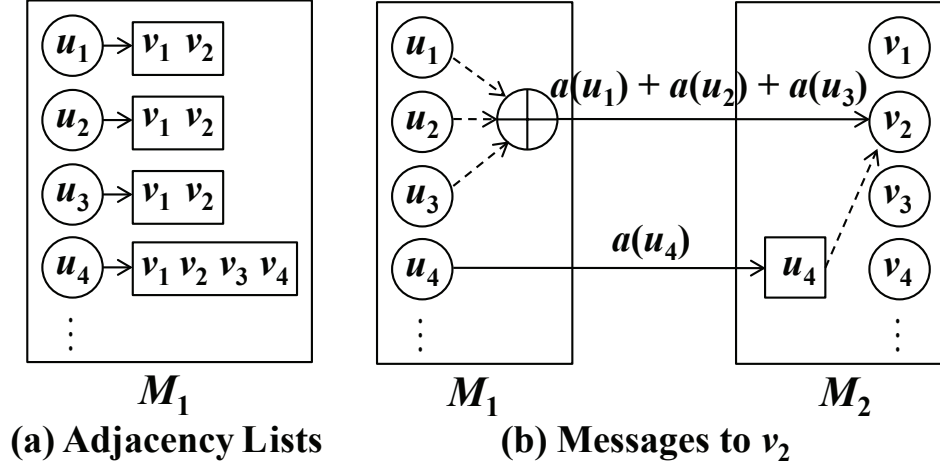 u₁ v₁ v₂
u₂ v₁ v₂
u₃ v₁ v₂
u₄ v₁ v₂ v₃ v₄
⋮
M₁
(a) Adjacency Lists
u₁ v₁
a(u₁) + a(u₂) + a(u₃)
u₂ v₂
u₃ v₃
a(u₄)
u₄ u₄ v₄
⋮ ⋮
M₁ M₂
(b) Messages to v₂